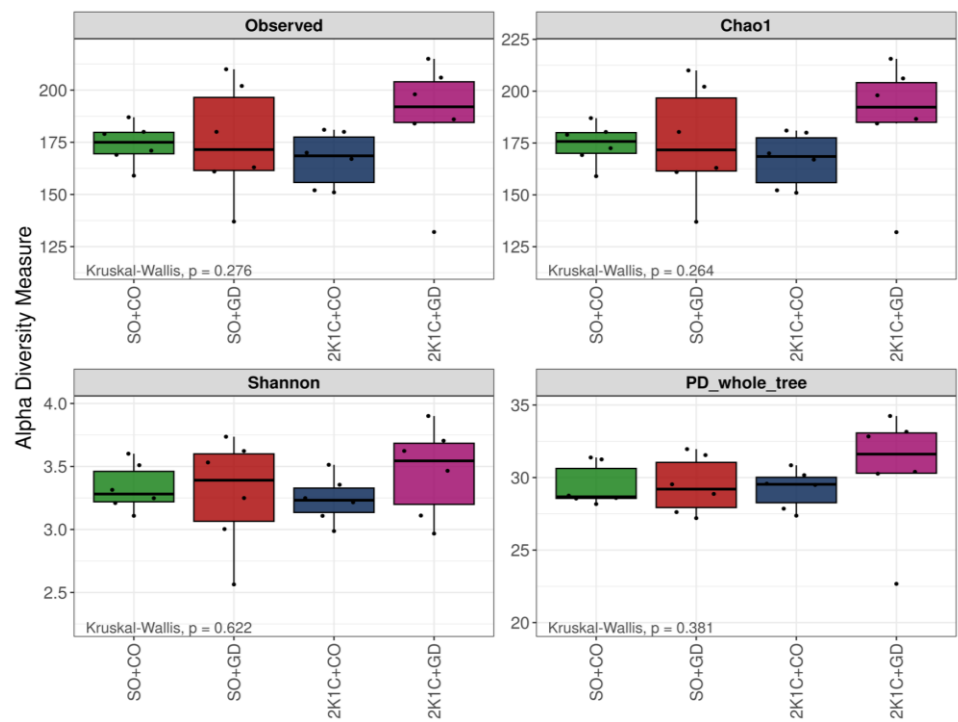 Alpha Diversity Measure
Observed
200
175
150
125
Kruskal-Wallis, p = 0.276
SO+CO
SO+GD
2K1C+CO
2K1C+GD
Chao1
225
200
175
150
125
Kruskal-Wallis, p = 0.264
SO+CO
SO+GD
2K1C+CO
2K1C+GD
Shannon
4.0
3.5
3.0
2.5
Kruskal-Wallis, p = 0.622
SO+CO
SO+GD
2K1C+CO
2K1C+GD
PD_whole_tree
35
30
25
20
Kruskal-Wallis, p = 0.381
SO+CO
SO+GD
2K1C+CO
2K1C+GD